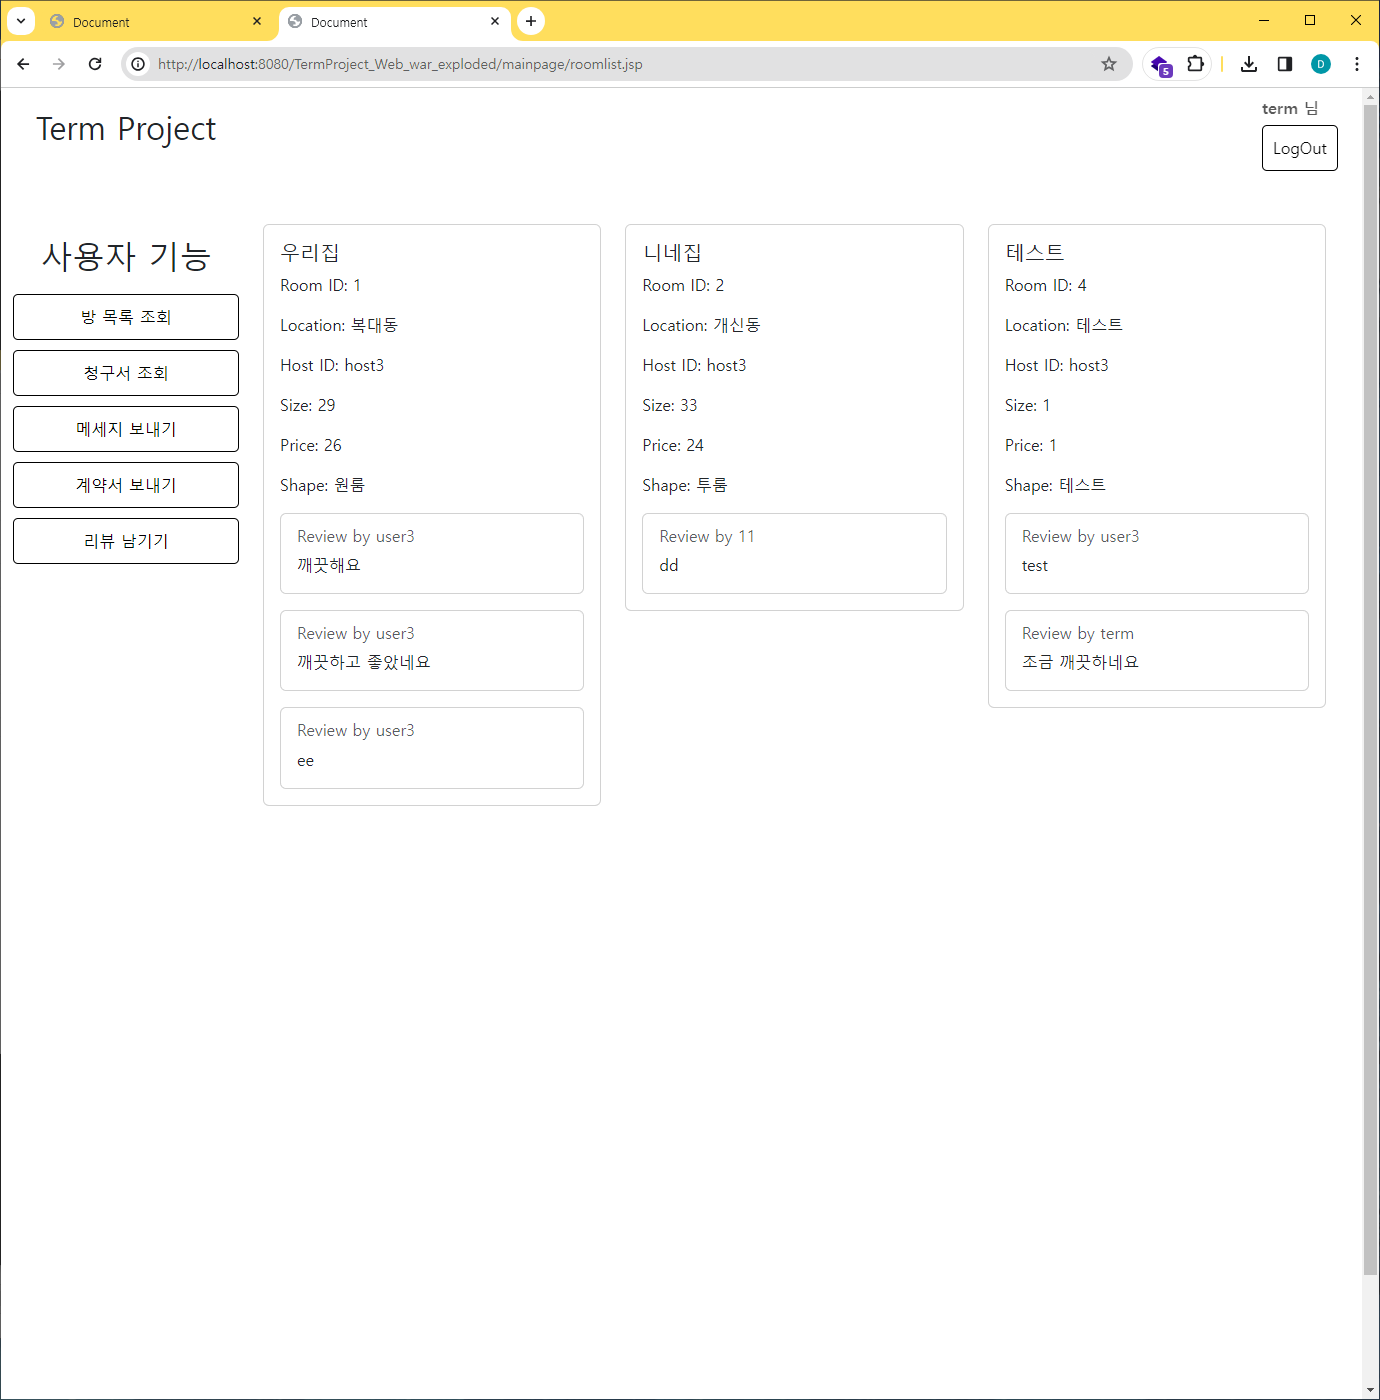 Document
Document
http://localhost:8080/TermProject_Web_war_exploded/mainpage/roomlist.jsp
5
D
Term Project
term 님
LogOut
사용자 기능
방 목록 조회
청구서 조회
메세지 보내기
계약서 보내기
리뷰 남기기
우리집
Room ID: 1
Location: 복대동
Host ID: host3
Size: 29
Price: 26
Shape: 원룸
Review by user3
깨끗해요
Review by user3
깨끗하고 좋았네요
Review by user3
ee
니네집
Room ID: 2
Location: 개신동
Host ID: host3
Size: 33
Price: 24
Shape: 투룸
Review by 11
dd
테스트
Room ID: 4
Location: 테스트
Host ID: host3
Size: 1
Price: 1
Shape: 테스트
Review by user3
test
Review by term
조금 깨끗하네요